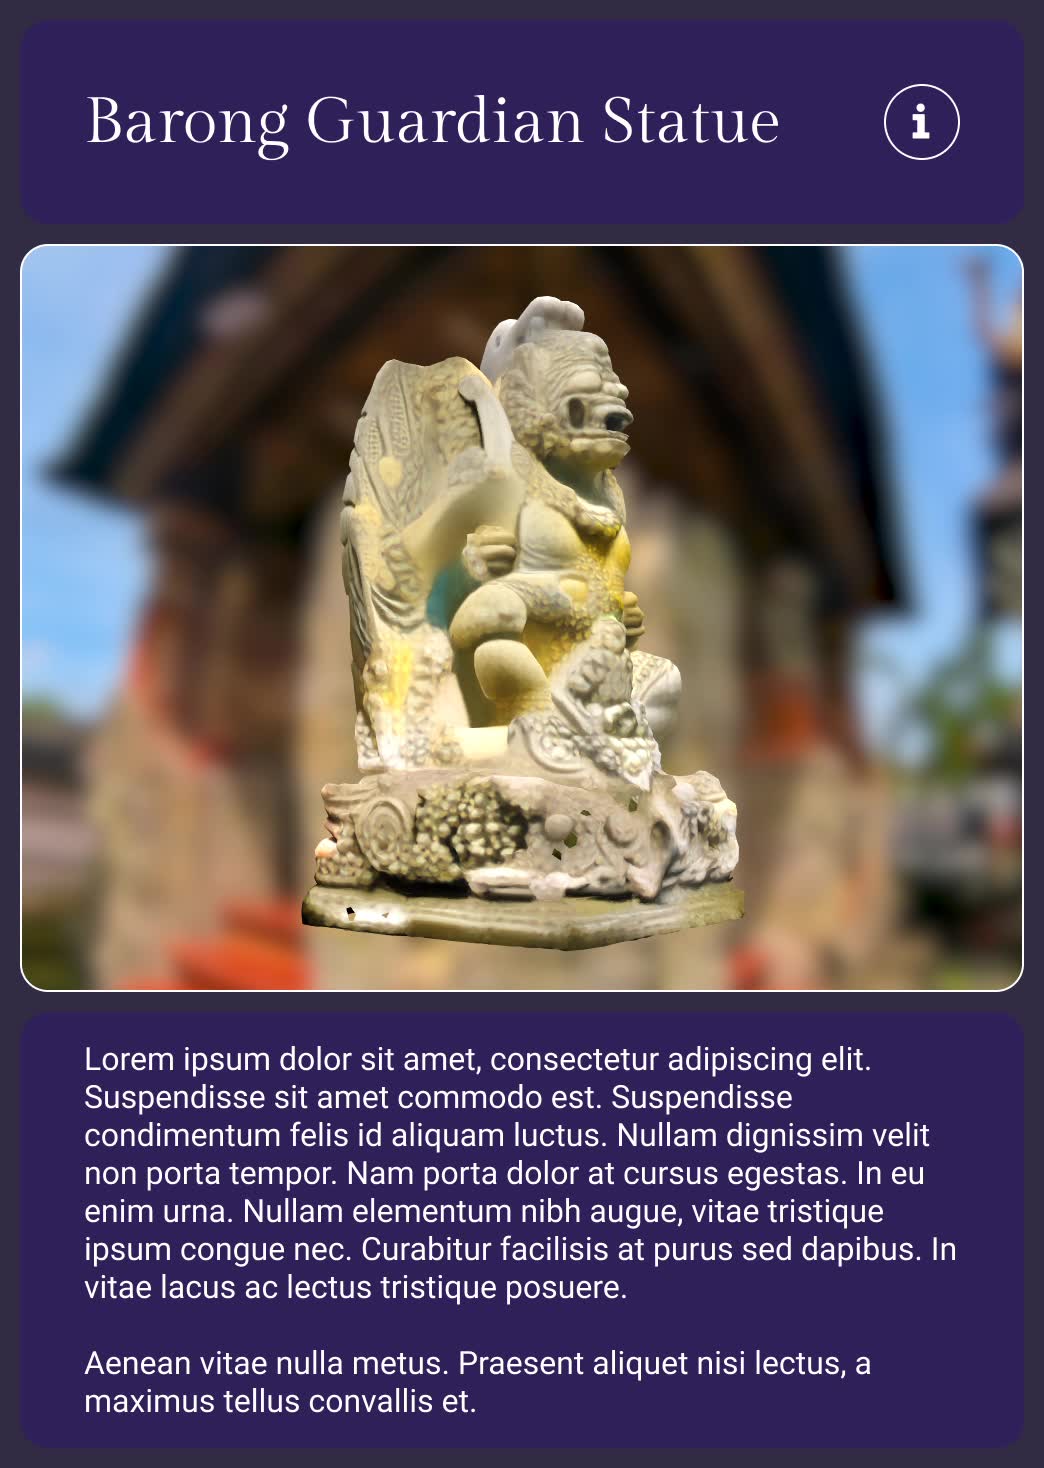 Barong Guardian Statue
i
Lorem ipsum dolor sit amet, consectetur adipiscing elit.
Suspendisse sit amet commodo est. Suspendisse
condimentum felis id aliquam luctus. Nullam dignissim velit
non porta tempor. Nam porta dolor at cursus egestas. In eu
enim urna. Nullam elementum nibh augue, vitae tristique
ipsum congue nec. Curabitur facilisis at purus sed dapibus. In
vitae lacus ac lectus tristique posuere.
Aenean vitae nulla metus. Praesent aliquet nisi lectus, a
maximus tellus convallis et.